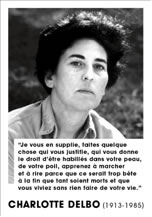 "Je vous en supplie, faites quelque
chose qui vous justifie, qui vous donne
le droit d'être habillés dans votre peau,
de votre poil, apprenez à marcher
et à rire parce que ce serait trop bête
à la fin que tant soient morts et que
vous viviez sans rien faire de votre vie."
CHARLOTTE DELBO (1913-1985)